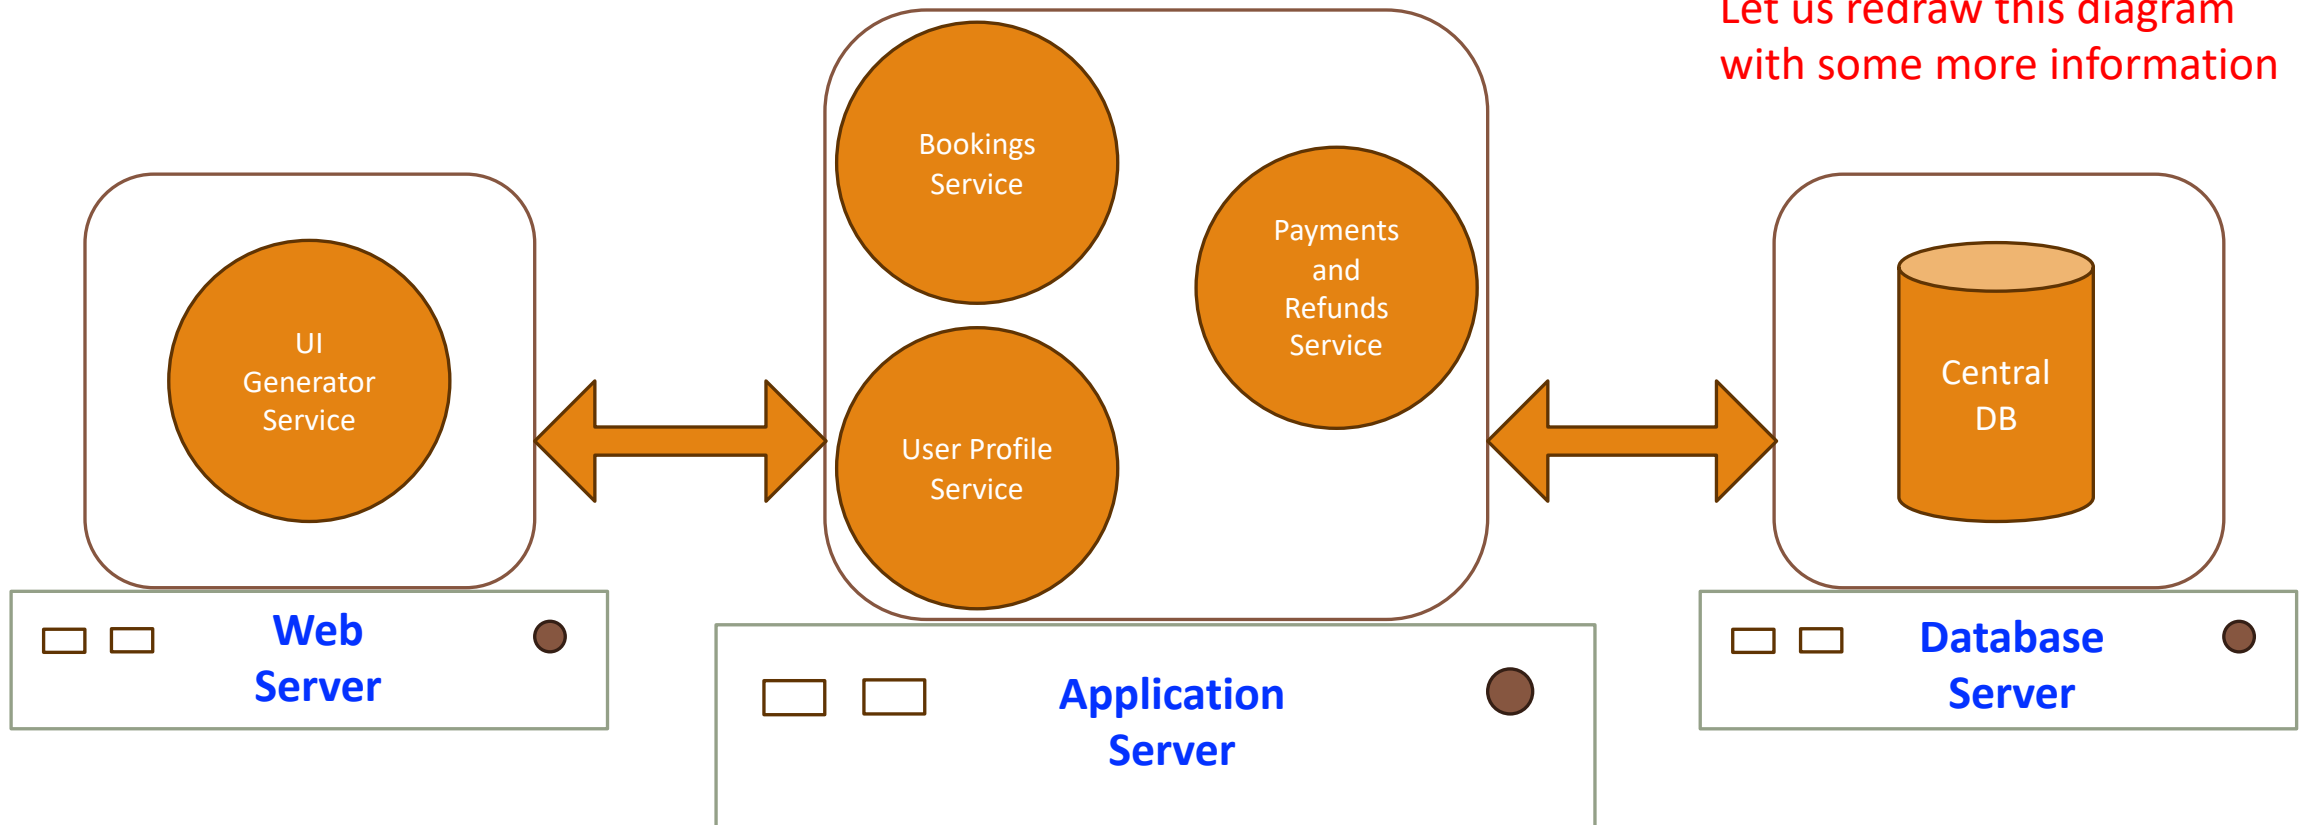 Let us redraw this diagram
with some more information
Bookings
Service
Payments
and
Refunds
Service
UI
Generator
Service
User Profile
Service
Central
DB
Web
Server
Application
Server
Database
Server